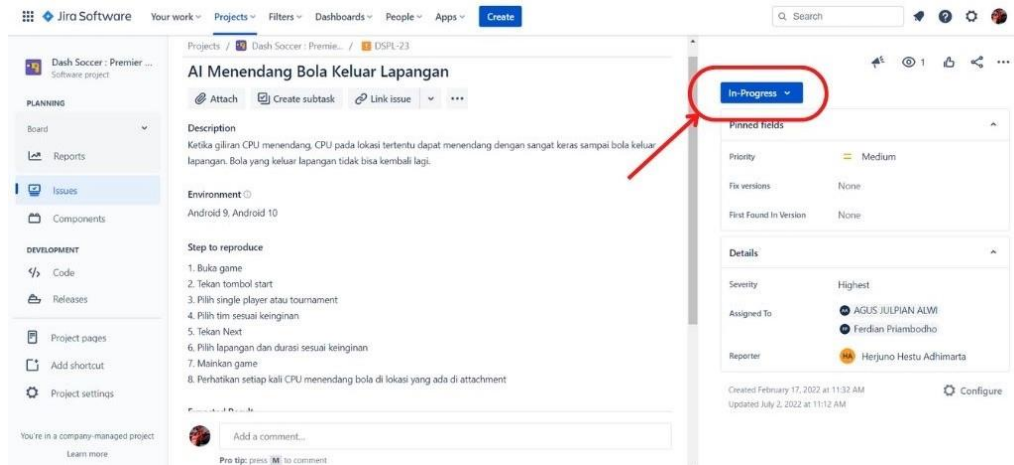 Jira Software
Your work
Projects
Filters
Dashboards
People
Apps
Create
Search
Dash Soccer : Premier ...
Software project
PLANNING
Board
Reports
Issues
Components
DEVELOPMENT
Code
Releases
Project pages
Add shortcut
Project settings
You're in a company-managed project
Learn more
Projects / Dash Soccer : Premie... / DSPL-23
AI Menendang Bola Keluar Lapangan
Attach
Create subtask
Link issue
Description
Ketika giliran CPU menendang, CPU pada lokasi tertentu dapat menendang dengan sangat keras sampai bola keluar
lapangan. Bola yang keluar lapangan tidak bisa kembali lagi.
Environment
Android 9, Android 10
Step to reproduce
1. Buka game
2. Tekan tombol start
3. Pilih single player atau tournament
4. Pilih tim sesuai keinginan
5. Tekan Next
6. Pilih lapangan dan durasi sesuai keinginan
7. Mainkan game
8. Perhatikan setiap kali CPU menendang bola di lokasi yang ada di attachment
Add a comment...
Pro tip: press M to comment
1
In-Progress
Pinned fields
Priority
Medium
Fix versions
None
First Found In Version
None
Details
Severity
Highest
Assigned To
AGUS JULPIAN ALWI
Ferdian Priambodho
Reporter
HA Herjuno Hestu Adhimarta
Created February 17, 2022 at 11:32 AM
Updated July 2, 2022 at 11:12 AM
Configure